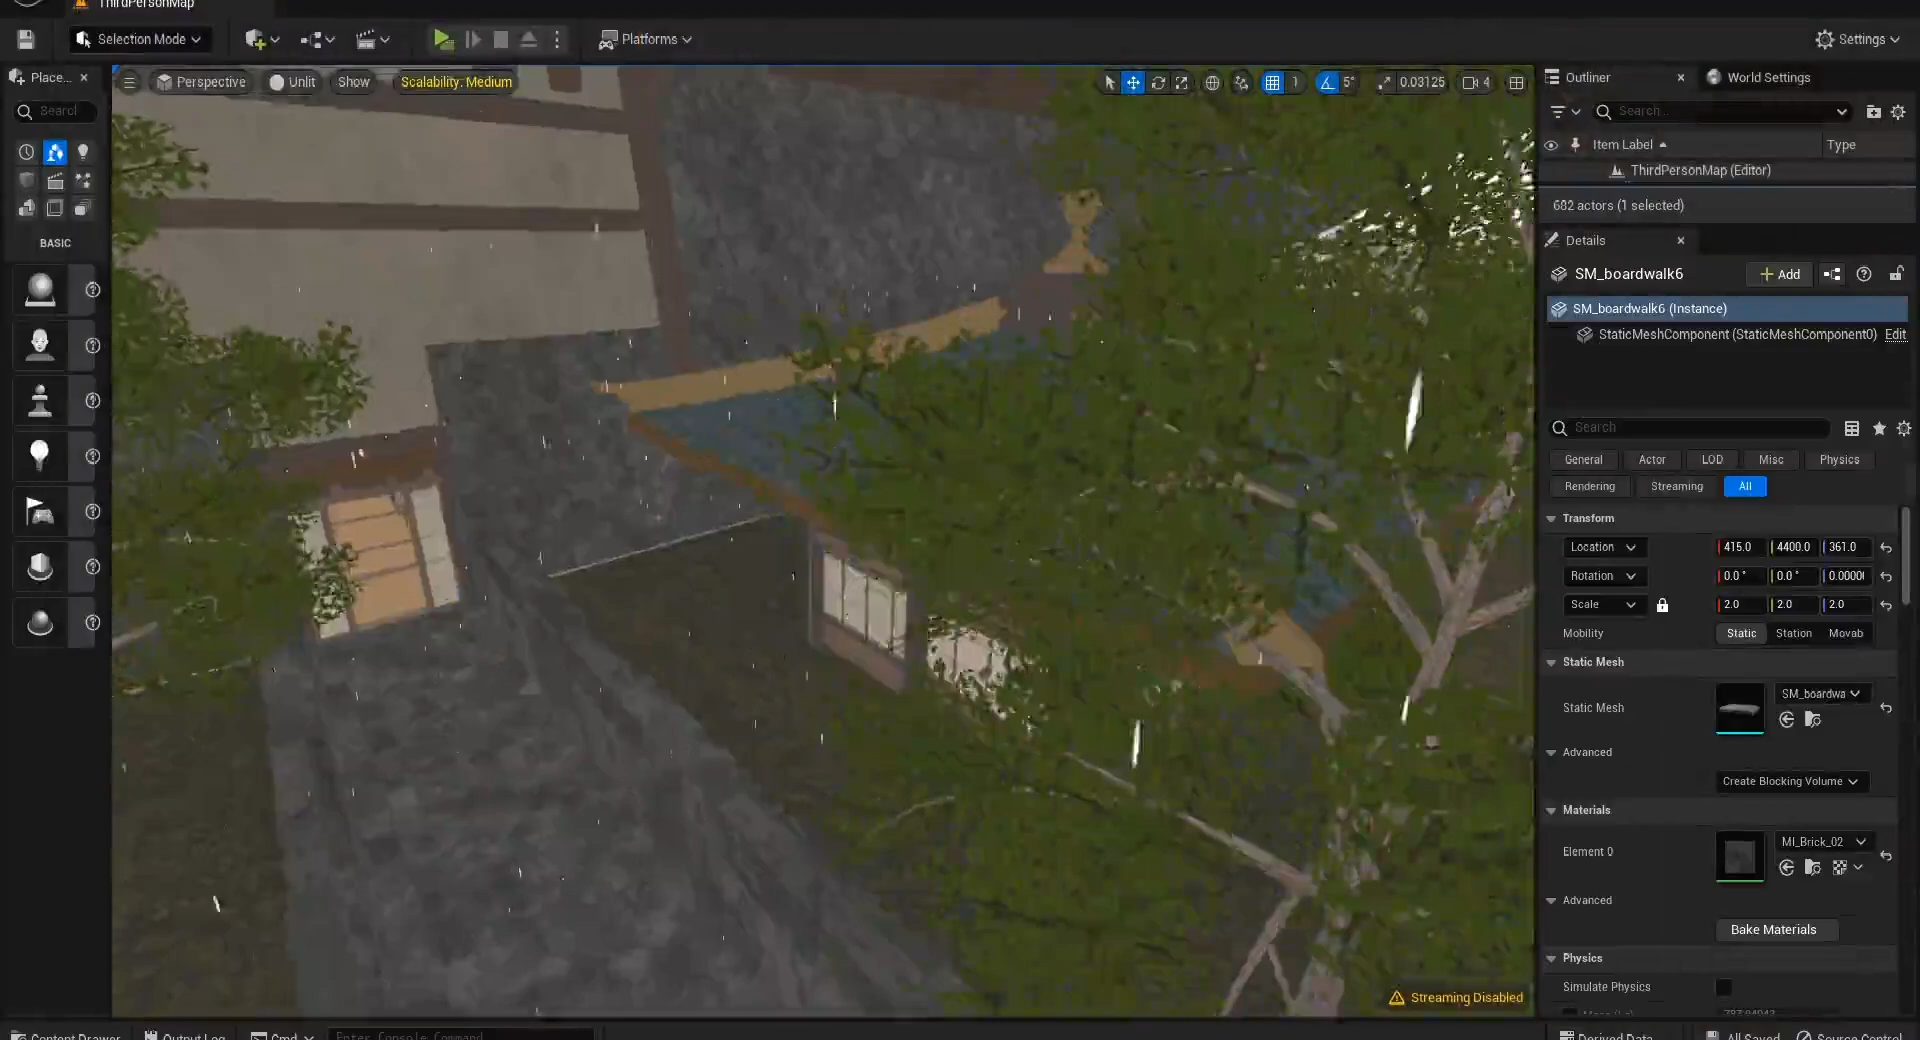 ThirdPersonMap
Selection Mode
Platforms
Settings
Place...
Perspective
Unlit
Show
Scalability: Medium
1
5°
0.03125
4
Outliner
World Settings
Search
Search...
Item Label
Type
ThirdPersonMap (Editor)
682 actors (1 selected)
BASIC
Details
SM_boardwalk6
Add
SM_boardwalk6 (Instance)
StaticMeshComponent (StaticMeshComponent0)
Edit
Search
General
Actor
LOD
Misc
Physics
Rendering
Streaming
All
Transform
Location
415.0
4400.0
361.0
Rotation
0.0 °
0.0 °
0.0000
Scale
2.0
2.0
2.0
Mobility
Static
Station
Movab
Static Mesh
Static Mesh
SM_boardwa
Advanced
Create Blocking Volume
Materials
Element 0
MI_Brick_02
Advanced
Bake Materials
Physics
Simulate Physics
Streaming Disabled
Content Drawer
Output Log
Cmd
Enter Console Command
Derived Data
All Saved
Source Control